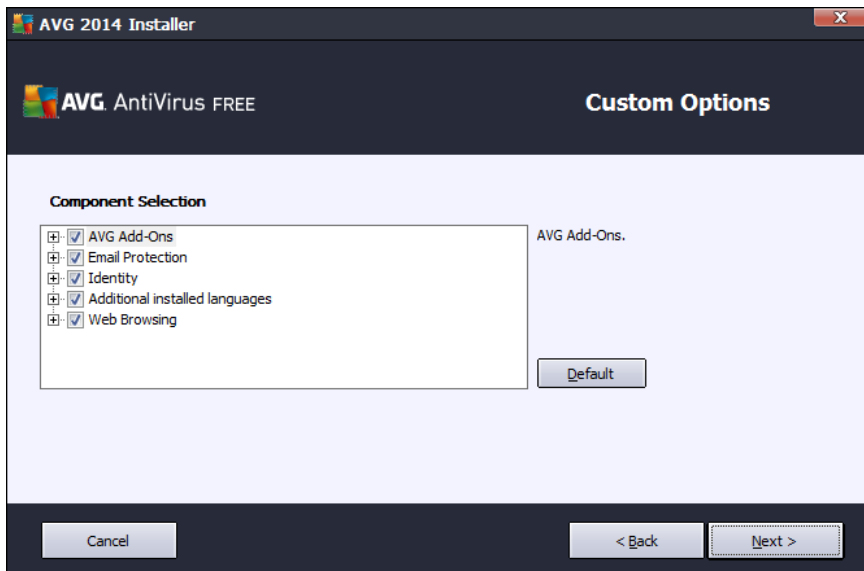 AVG 2014 Installer
AVG. AntiVirus FREE
Custom Options
Component Selection
AVG Add-Ons
Email Protection
Identity
Additional installed languages
Web Browsing
AVG Add-Ons.
Default
Cancel
< Back
Next >